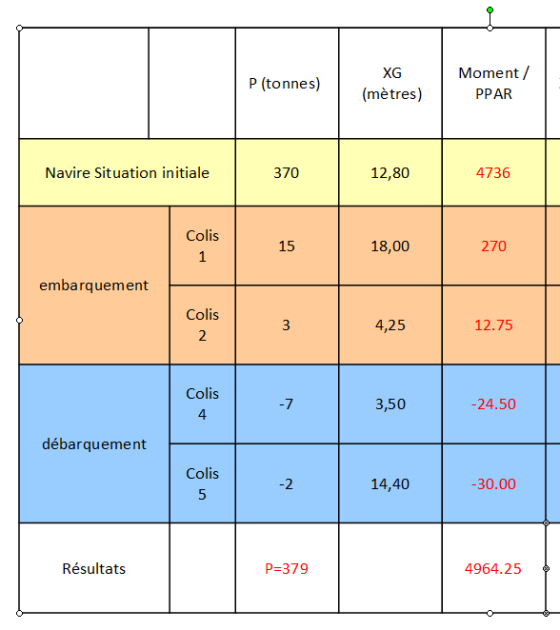 P (tonnes) XG (mètres) Moment / PPAR
Navire Situation initiale 370 12,80 4736
embarquement
Colis 1 15 18,00 270
Colis 2 3 4,25 12.75
débarquement
Colis 4 -7 3,50 -24.50
Colis 5 -2 14,40 -30.00
Résultats P=379 4964.25